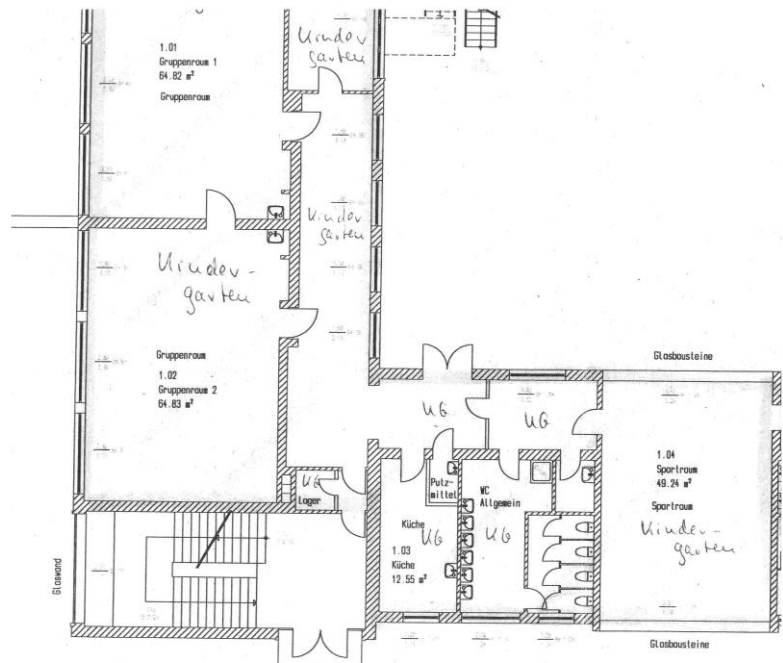 Kinder
garten
1.01
Gruppenraum 1
64.82 m²
Gruppenraum
Kinder
garten
Kinder-
garten
Gruppenraum
1.02
Gruppenraum 2
64.83 m²
Glasbausteine
UG
UG
1.04
Sportraum
49.24 m²
Sportraum
Kinder-
garten
UG
Lager
Putz-
mittel
WC
Allgemein
UG
Küche
UG
1.03
Küche
12.55 m²
Glaswand
Glasbausteine